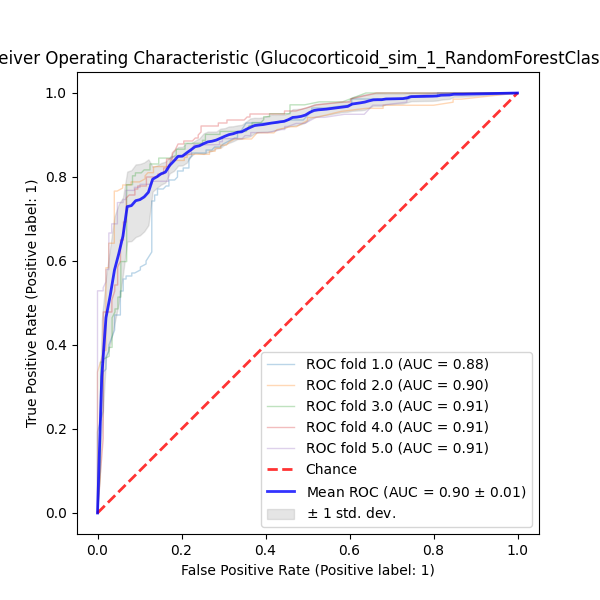 eiver Operating Characteristic (Glucocorticoid_sim_1_RandomForestClas
1.0
0.8
0.6
0.4
0.2
0.0
True Positive Rate (Positive label: 1)
ROC fold 1.0 (AUC = 0.88)
ROC fold 2.0 (AUC = 0.90)
ROC fold 3.0 (AUC = 0.91)
ROC fold 4.0 (AUC = 0.91)
ROC fold 5.0 (AUC = 0.91)
Chance
Mean ROC (AUC = 0.90 ± 0.01)
± 1 std. dev.
0.0 0.2 0.4 0.6 0.8 1.0
False Positive Rate (Positive label: 1)